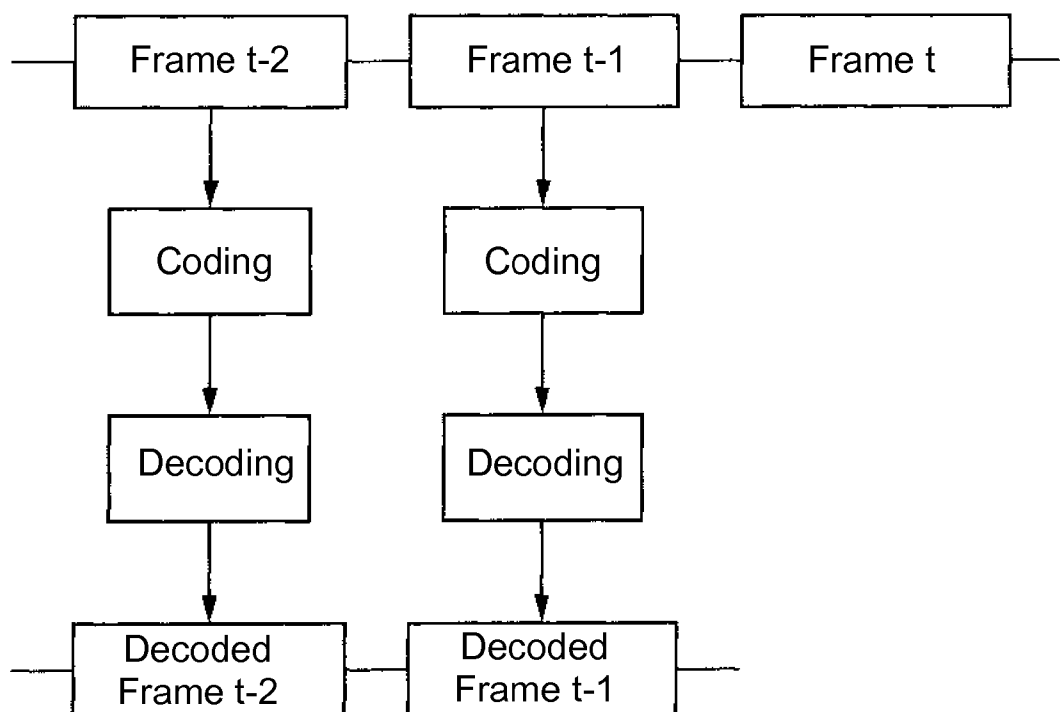 Frame t-2
Frame t-1
Frame t
Coding
Coding
Decoding
Decoding
Decoded
Frame t-2
Decoded
Frame t-1